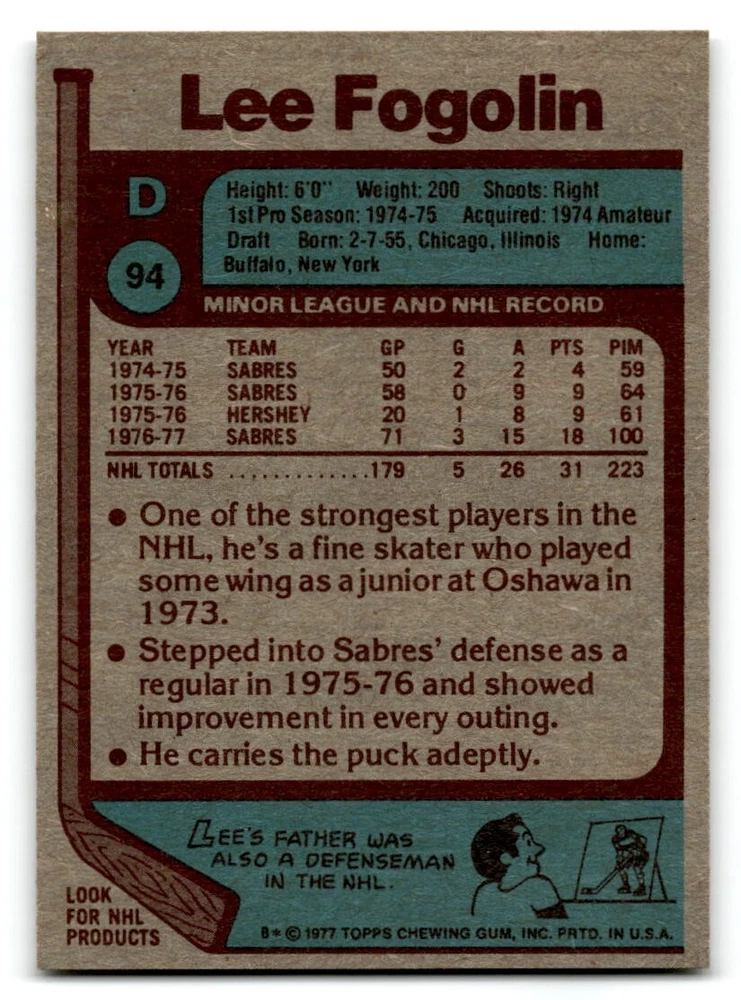 Lee Fogolin
D
94
Height: 6'0" Weight: 200 Shoots: Right
1st Pro Season: 1974-75 Acquired: 1974 Amateur
Draft Born: 2-7-55, Chicago, Illinois Home:
Buffalo, New York
MINOR LEAGUE AND NHL RECORD
YEAR TEAM GP G A PTS PIM
1974-75 SABRES 50 2 2 4 59
1975-76 SABRES 58 0 9 9 64
1975-76 HERSHEY 20 1 8 9 61
1976-77 SABRES 71 3 15 18 100
NHL TOTALS .............179 5 26 31 223
• One of the strongest players in the
NHL, he's a fine skater who played
some wing as a junior at Oshawa in
1973.
• Stepped into Sabres' defense as a
regular in 1975-76 and showed
improvement in every outing.
• He carries the puck adeptly.
LEE'S FATHER WAS
ALSO A DEFENSEMAN
IN THE NHL.
LOOK
FOR NHL
PRODUCTS
B* © 1977 TOPPS CHEWING GUM, INC. PRTD. IN U.S.A.